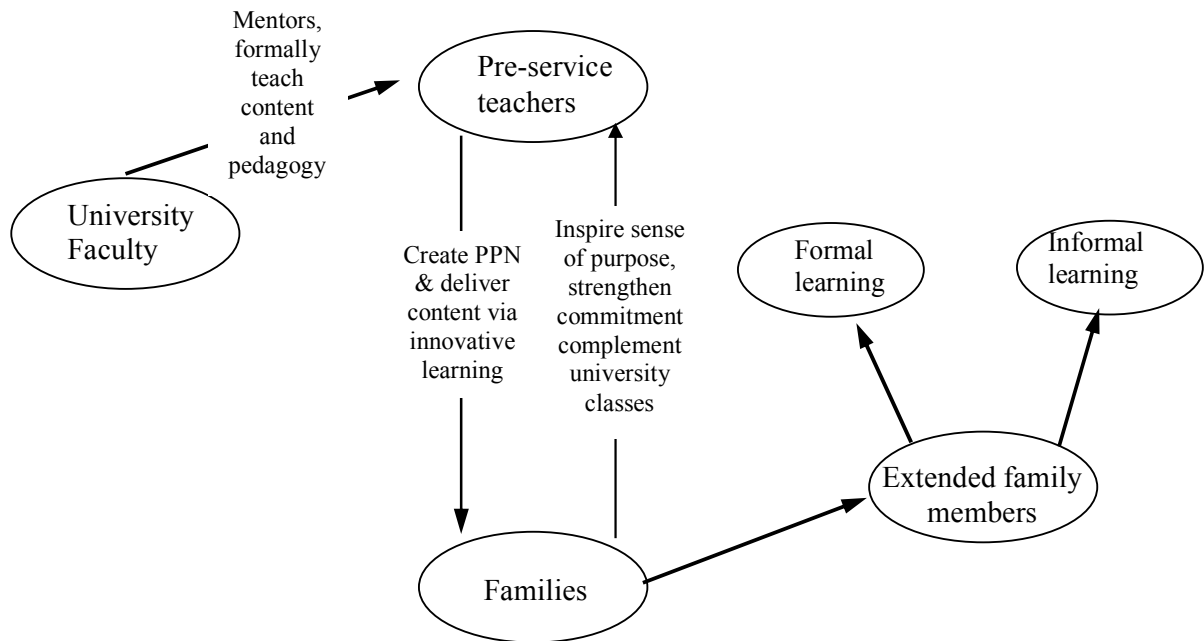 Mentors,
formally
teach
content
and
pedagogy
Pre-service
teachers
University
Faculty
Create PPN
& deliver
content via
innovative
learning
Inspire sense
of purpose,
strengthen
commitment
complement
university
classes
Formal
learning
Informal
learning
Extended family
members
Families